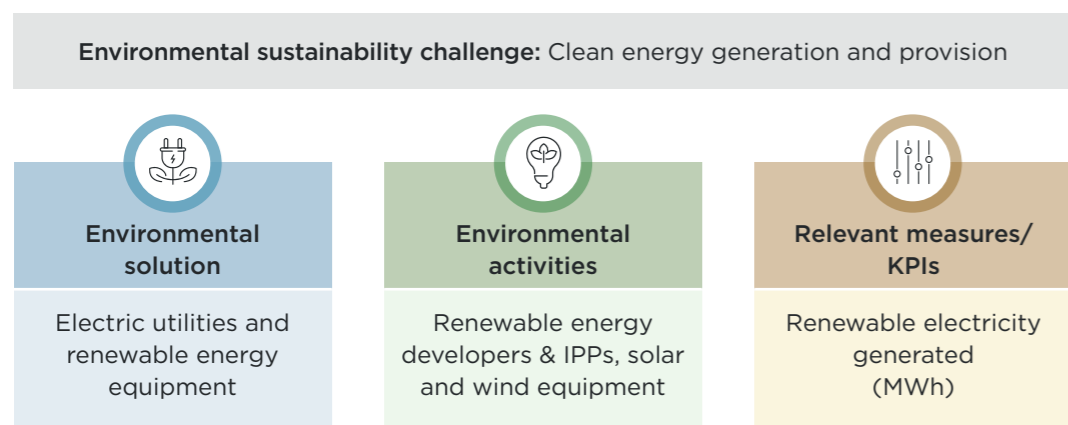 Environmental sustainability challenge: Clean energy generation and provision
Environmental
solution
Electric utilities and
renewable energy
equipment
Environmental
activities
Renewable energy
developers & IPPs, solar
and wind equipment
Relevant measures/
KPIs
Renewable electricity
generated
(MWh)